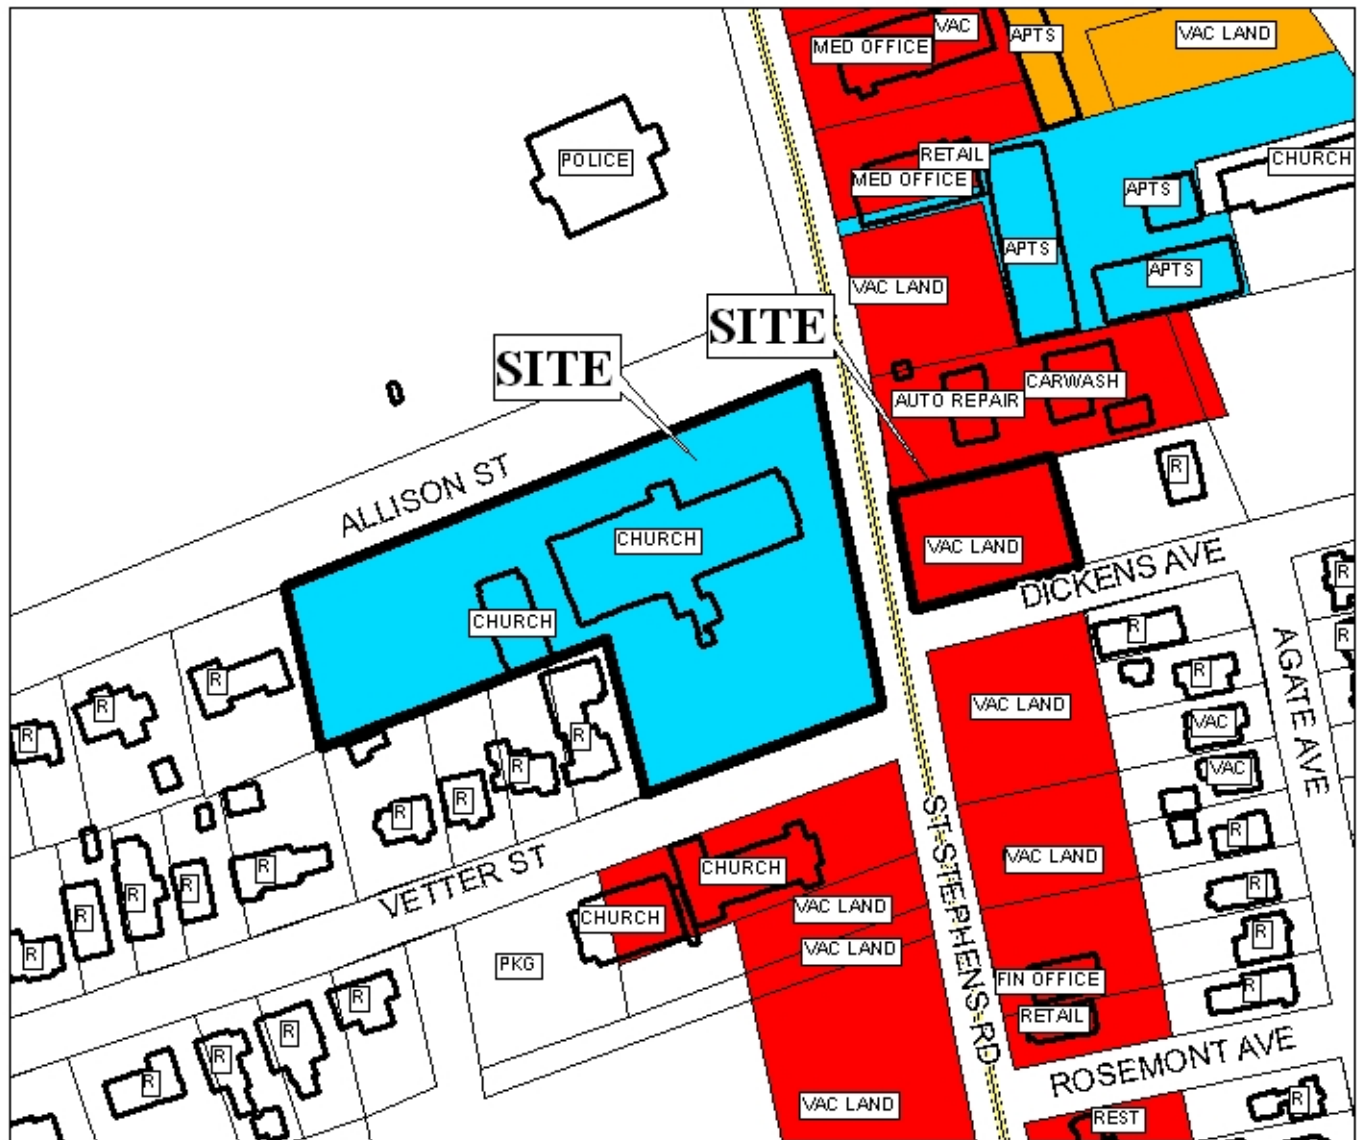 VAC
APTS
VAC LAND
MED OFFICE
POLICE
RETAIL
CHURCH
MED OFFICE
APTS
APTS
APTS
VAC LAND
SITE
SITE
CARWASH
AUTO REPAIR
ALLISON ST
R
CHURCH
VAC LAND
DICKENS AVE
R
CHURCH
R
R
AGATE AVE
R
R
R
R
VAC LAND
VAC
R
R
R
VAC
R
R
R
ST STEPHENS RD
R
VAC LAND
R
CHURCH
VETTER ST
R
R
R
R
VAC LAND
CHURCH
R
R
VAC LAND
PKG
FIN OFFICE
R
R
RETAIL
R
R
ROSEMONT AVE
R
R
VAC LAND
REST